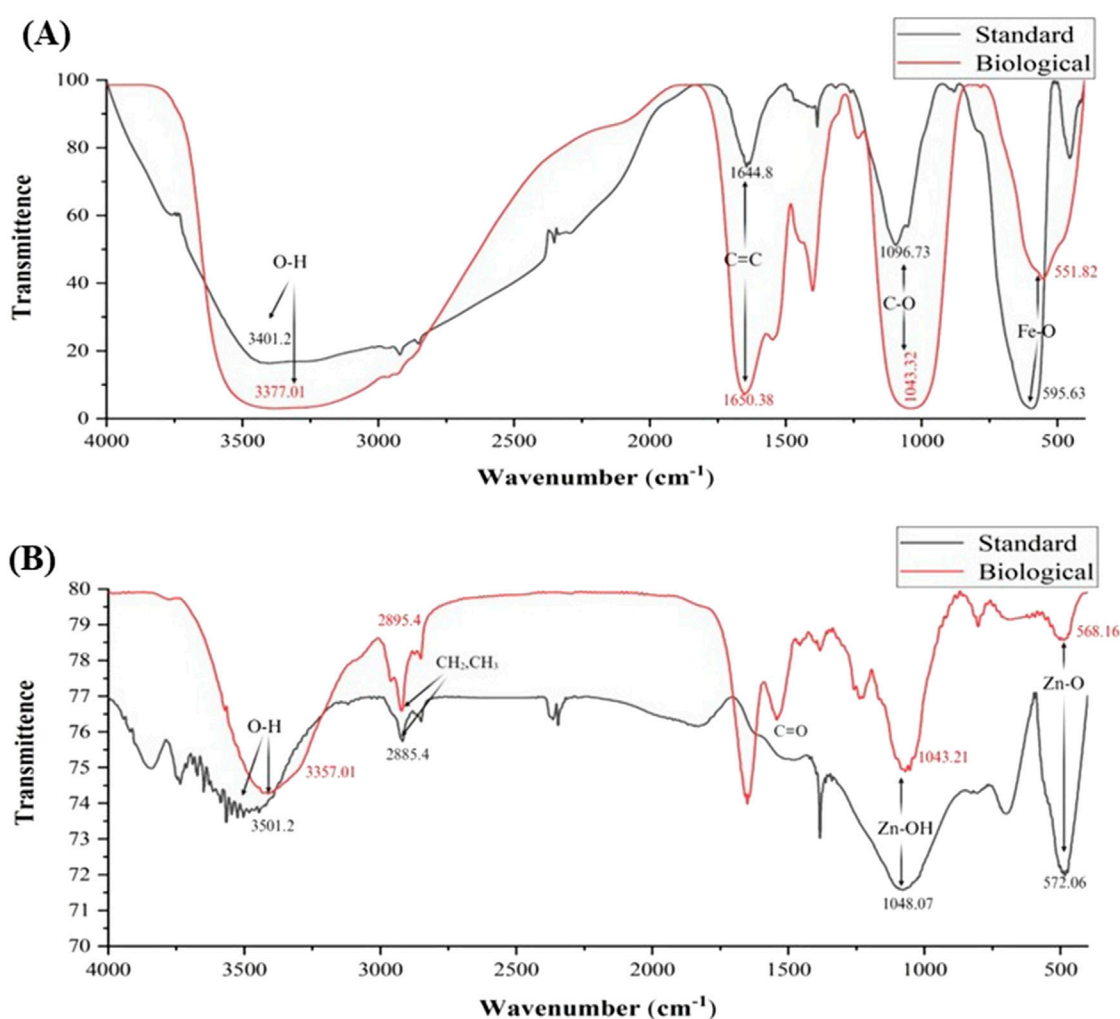 (A)
Standard
Biological
100
80
60
40
20
0
Transmittence
O-H
3401.2
3377.01
1644.8
C=C
1650.38
1096.73
C-O
1043.32
551.82
Fe-O
595.63
4000 3500 3000 2500 2000 1500 1000 500
Wavenumber (cm⁻¹)
(B)
Standard
Biological
80
79
78
77
76
75
74
73
72
71
70
Transmittence
O-H
3357.01
3501.2
2895.4
CH₂,CH₃
2885.4
C=O
1043.21
Zn-OH
1048.07
568.16
Zn-O
572.06
4000 3500 3000 2500 2000 1500 1000 500
Wavenumber (cm⁻¹)